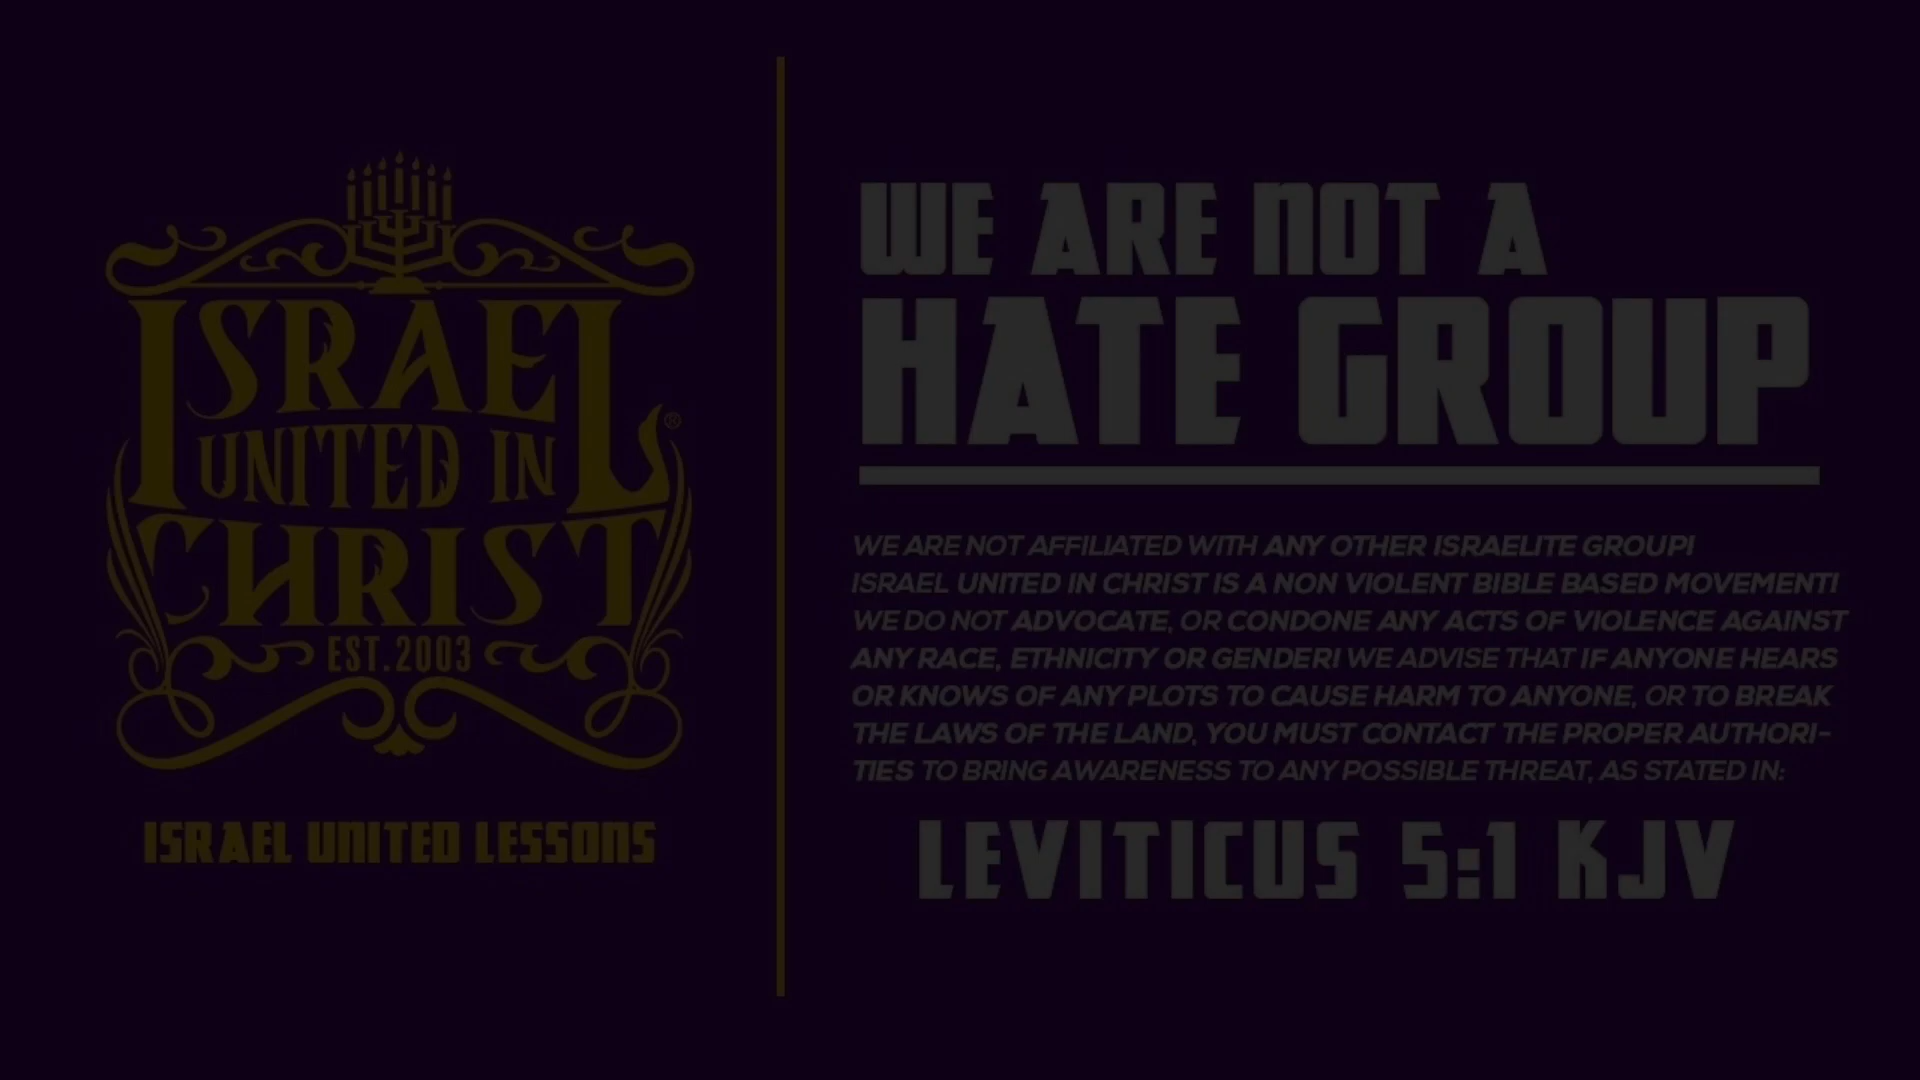 ISRAEL
UNITED IN
CHRIST
®
EST.2003
ISRAEL UNITED LESSONS
WE ARE NOT A
HATE GROUP
WE ARE NOT AFFILIATED WITH ANY OTHER ISRAELITE GROUP!
ISRAEL UNITED IN CHRIST IS A NON VIOLENT BIBLE BASED MOVEMENT!
WE DO NOT ADVOCATE, OR CONDONE ANY ACTS OF VIOLENCE AGAINST
ANY RACE, ETHNICITY OR GENDER! WE ADVISE THAT IF ANYONE HEARS
OR KNOWS OF ANY PLOTS TO CAUSE HARM TO ANYONE, OR TO BREAK
THE LAWS OF THE LAND, YOU MUST CONTACT THE PROPER AUTHORI-
TIES TO BRING AWARENESS TO ANY POSSIBLE THREAT, AS STATED IN:
LEVITICUS 5:1 KJV